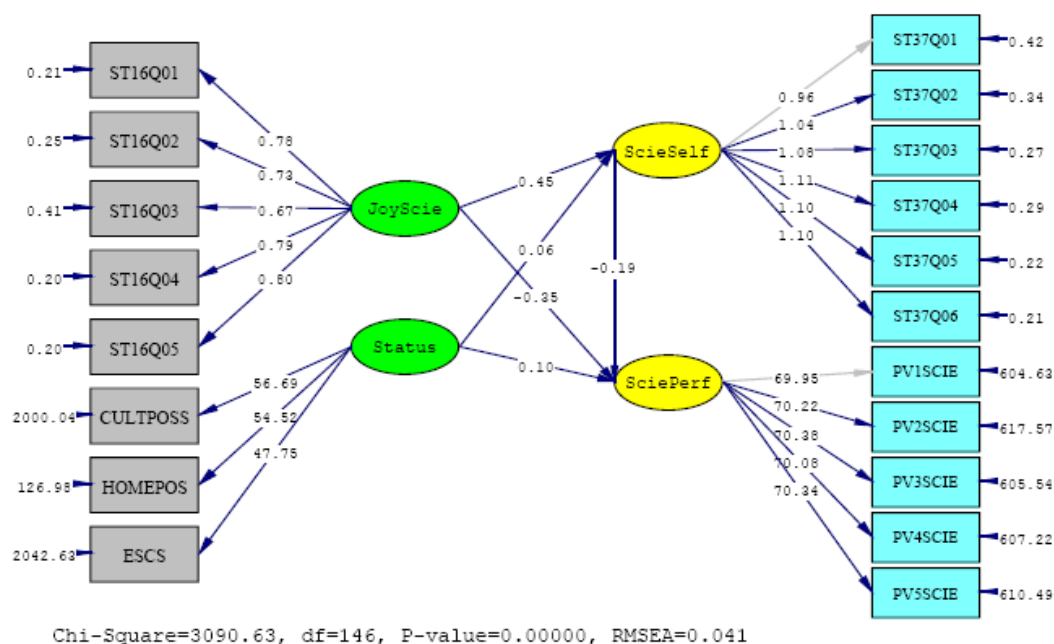 0.21
ST16Q01
0.25
ST16Q02
0.41
ST16Q03
0.20
ST16Q04
0.20
ST16Q05
2000.04
CULTPOSS
126.98
HOMEPOS
2042.63
ESCS
0.78
0.73
0.67
0.79
0.80
56.69
54.52
47.75
JoyScie
Status
0.45
0.06
-0.35
0.10
-0.19
ScieSelf
SciePerf
0.96
1.04
1.08
1.11
1.10
1.10
69.95
70.22
70.38
70.08
70.34
ST37Q01
0.42
ST37Q02
0.34
ST37Q03
0.27
ST37Q04
0.29
ST37Q05
0.22
ST37Q06
0.21
PV1SCIE
604.63
PV2SCIE
617.57
PV3SCIE
605.54
PV4SCIE
607.22
PV5SCIE
610.49
Chi-Square=3090.63, df=146, P-value=0.00000, RMSEA=0.041